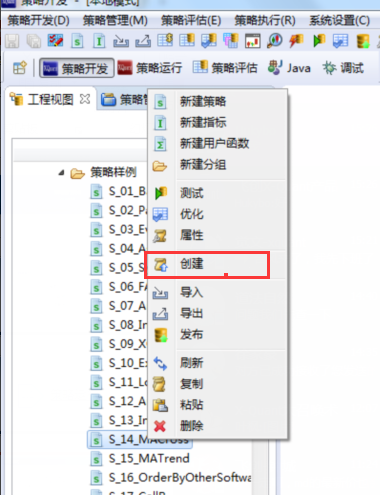 策略开发 - [本地模式]
策略开发(D) 策略管理(M) 策略评估(E) 策略执行(R) 系统设置(C)
策略开发 策略运行 策略评估 Java 调试
工程视图 策略
策略样例
S_01_B
S_02_Pa
S_03_Ev
S_04_A
S_05_S
S_06_FA
S_07_A
S_08_In
S_09_X
S_10_Ex
S_11_Lo
S_12_A
S_13_In
S_14_MACross
S_15_MATrend
S_16_OrderByOtherSoftwa
新建策略
新建指标
新建用户函数
新建分组
测试
优化
属性
创建
导入
导出
发布
刷新
复制
粘贴
删除